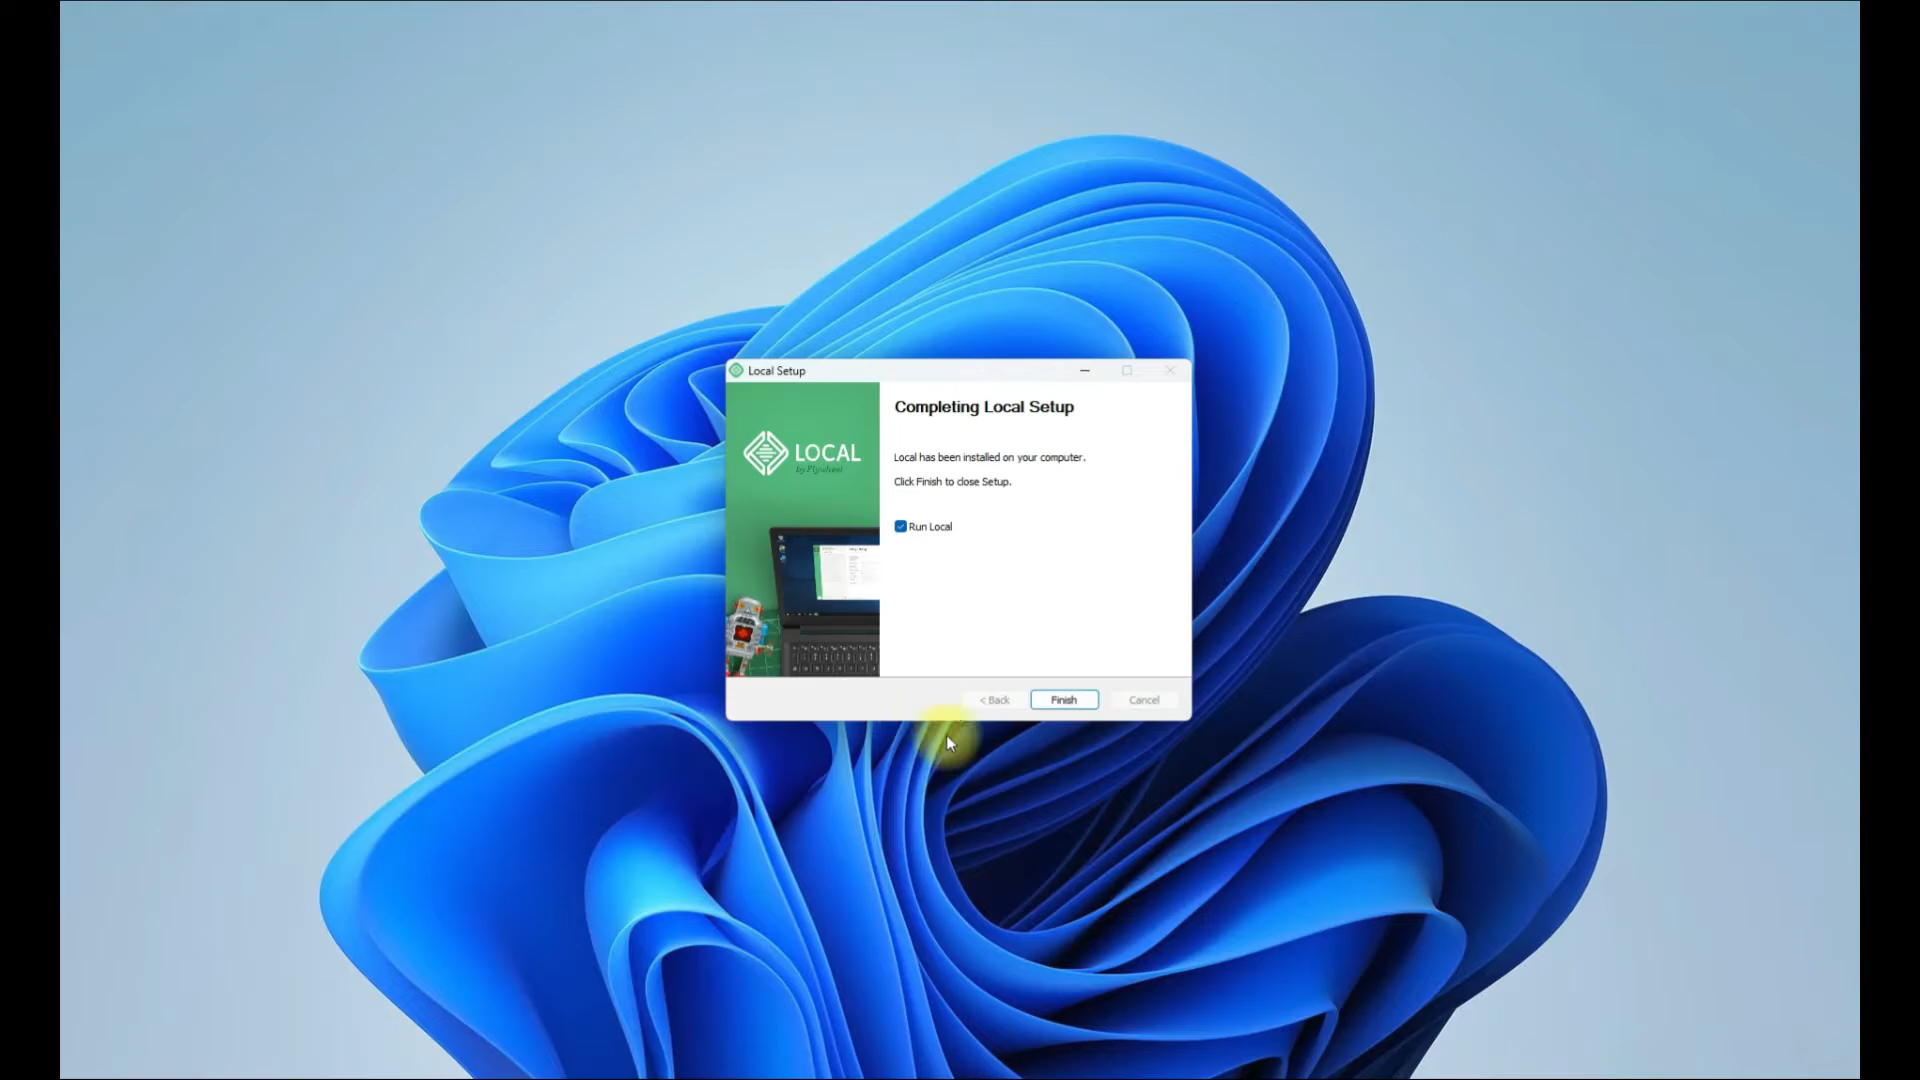 Local Setup
Completing Local Setup
LOCAL
by Flywheel
Local has been installed on your computer.
Click Finish to close Setup.
Run Local
< Back
Finish
Cancel